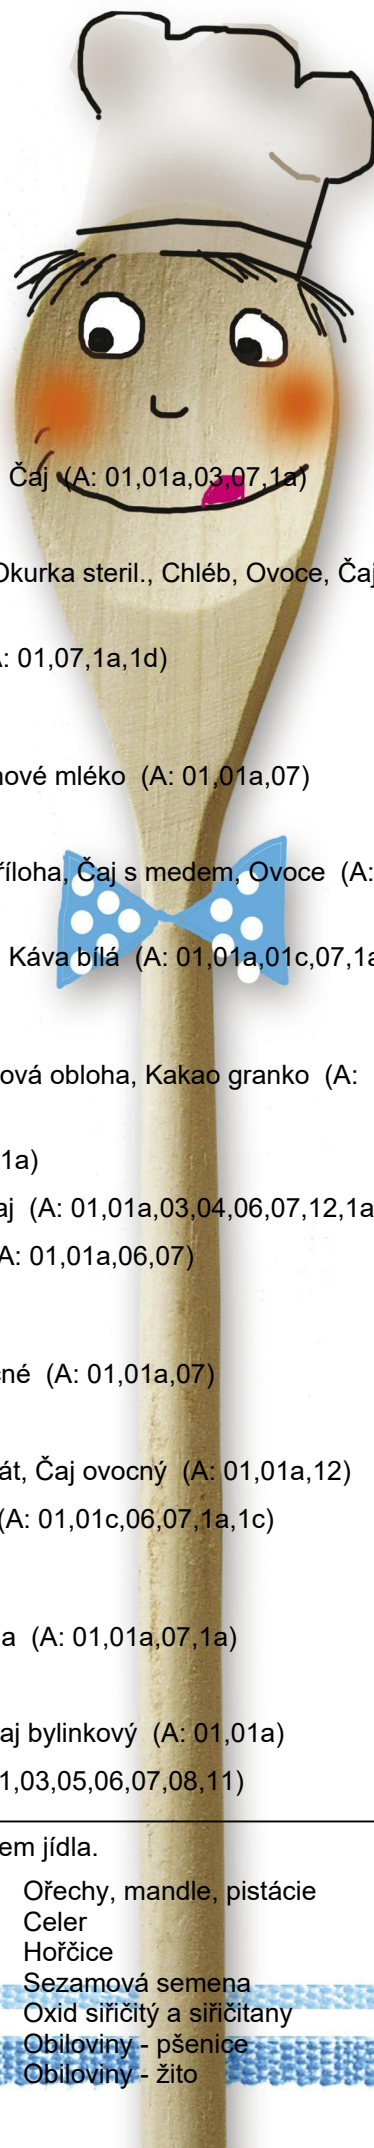 Čaj (A: 01,01a,03,07,1a)
Okurka steril., Chléb, Ovoce, Čaj
: 01,07,1a,1d)
nové mléko (A: 01,01a,07)
říloha, Čaj s medem, Ovoce (A:
Káva bílá (A: 01,01a,01c,07,1a
ová obloha, Kakao granko (A:
1a)
aj (A: 01,01a,03,04,06,07,12,1a
A: 01,01a,06,07)
né (A: 01,01a,07)
át, Čaj ovocný (A: 01,01a,12)
(A: 01,01c,06,07,1a,1c)
a (A: 01,01a,07,1a)
aj bylinkový (A: 01,01a)
1,03,05,06,07,08,11)
em jídla.
Ořechy, mandle, pistácie
Celer
Hořčice
Sezamová semena
Oxid siřičitý a siřičitany
Obiloviny - pšenice
Obiloviny - žito